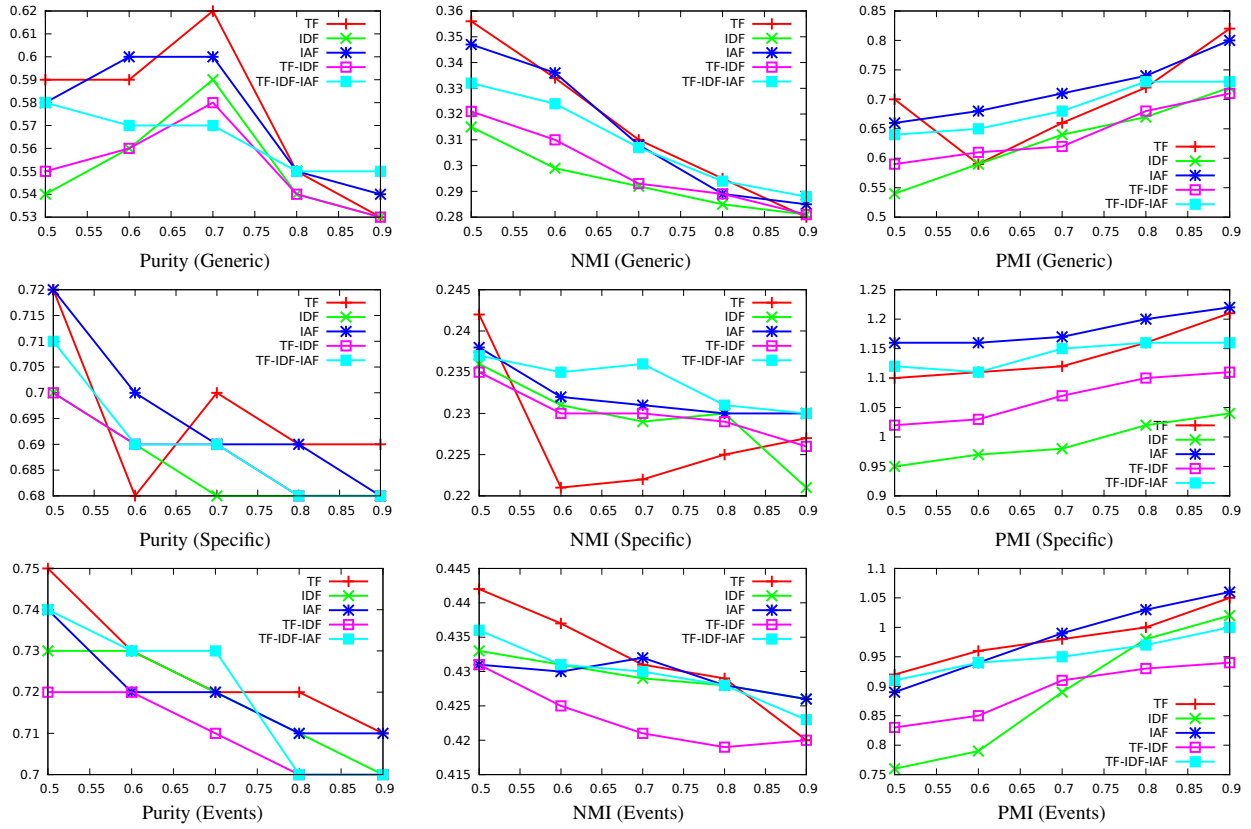 0.62
0.61
0.6
0.59
0.58
0.57
0.56
0.55
0.54
0.53
TF
IDF
IAF
TF-IDF
TF-IDF-IAF
0.5 0.55 0.6 0.65 0.7 0.75 0.8 0.85 0.9
Purity (Generic)
0.36
0.35
0.34
0.33
0.32
0.31
0.3
0.29
0.28
TF
IDF
IAF
TF-IDF
TF-IDF-IAF
0.5 0.55 0.6 0.65 0.7 0.75 0.8 0.85 0.9
NMI (Generic)
0.85
0.8
0.75
0.7
0.65
0.6
0.55
0.5
TF
IDF
IAF
TF-IDF
TF-IDF-IAF
0.5 0.55 0.6 0.65 0.7 0.75 0.8 0.85 0.9
PMI (Generic)
0.72
0.715
0.71
0.705
0.7
0.695
0.69
0.685
0.68
TF
IDF
IAF
TF-IDF
TF-IDF-IAF
0.5 0.55 0.6 0.65 0.7 0.75 0.8 0.85 0.9
Purity (Specific)
0.245
0.24
0.235
0.23
0.225
0.22
TF
IDF
IAF
TF-IDF
TF-IDF-IAF
0.5 0.55 0.6 0.65 0.7 0.75 0.8 0.85 0.9
NMI (Specific)
1.25
1.2
1.15
1.1
1.05
1
0.95
0.9
TF
IDF
IAF
TF-IDF
TF-IDF-IAF
0.5 0.55 0.6 0.65 0.7 0.75 0.8 0.85 0.9
PMI (Specific)
0.75
0.74
0.73
0.72
0.71
0.7
TF
IDF
IAF
TF-IDF
TF-IDF-IAF
0.5 0.55 0.6 0.65 0.7 0.75 0.8 0.85 0.9
Purity (Events)
0.445
0.44
0.435
0.43
0.425
0.42
0.415
TF
IDF
IAF
TF-IDF
TF-IDF-IAF
0.5 0.55 0.6 0.65 0.7 0.75 0.8 0.85 0.9
NMI (Events)
1.1
1.05
1
0.95
0.9
0.85
0.8
0.75
TF
IDF
IAF
TF-IDF
TF-IDF-IAF
0.5 0.55 0.6 0.65 0.7 0.75 0.8 0.85 0.9
PMI (Events)